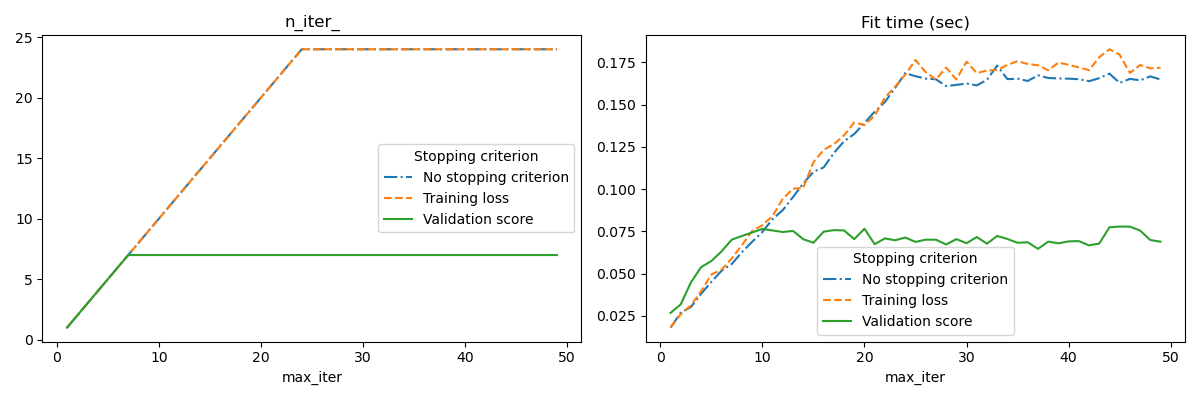 n_iter_
25
20
15
10
5
0
0
10
20
30
40
50
max_iter
Stopping criterion
No stopping criterion
Training loss
Validation score
Fit time (sec)
0.175
0.150
0.125
0.100
0.075
0.050
0.025
0
10
20
30
40
50
max_iter
Stopping criterion
No stopping criterion
Training loss
Validation score